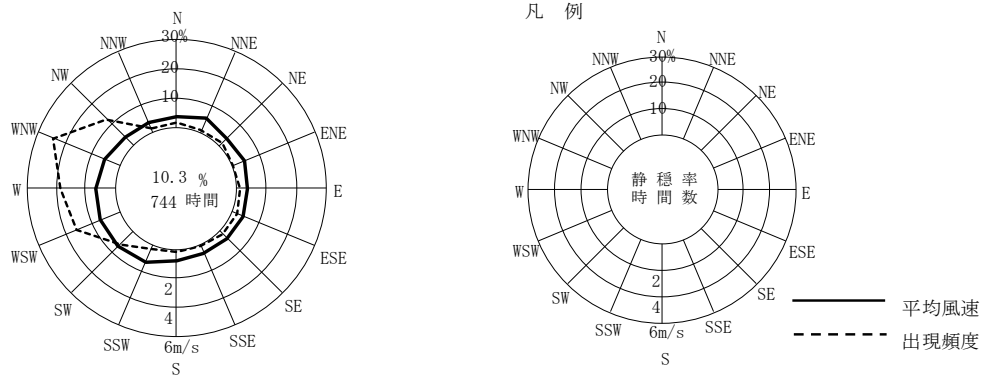 凡 例
N
30%
NNW
NNE
20
NW
NE
10
WNW
ENE
10.3 %
W
E
744 時間
WSW
ESE
2
SW
SE
4
SSW
SSE
6m/s
S
N
30%
NNW
NNE
20
NW
NE
10
WNW
ENE
静 穏 率
W
E
時 間 数
WSW
ESE
2
SW
SE
4
SSW
SSE
6m/s
S
平均風速
出現頻度